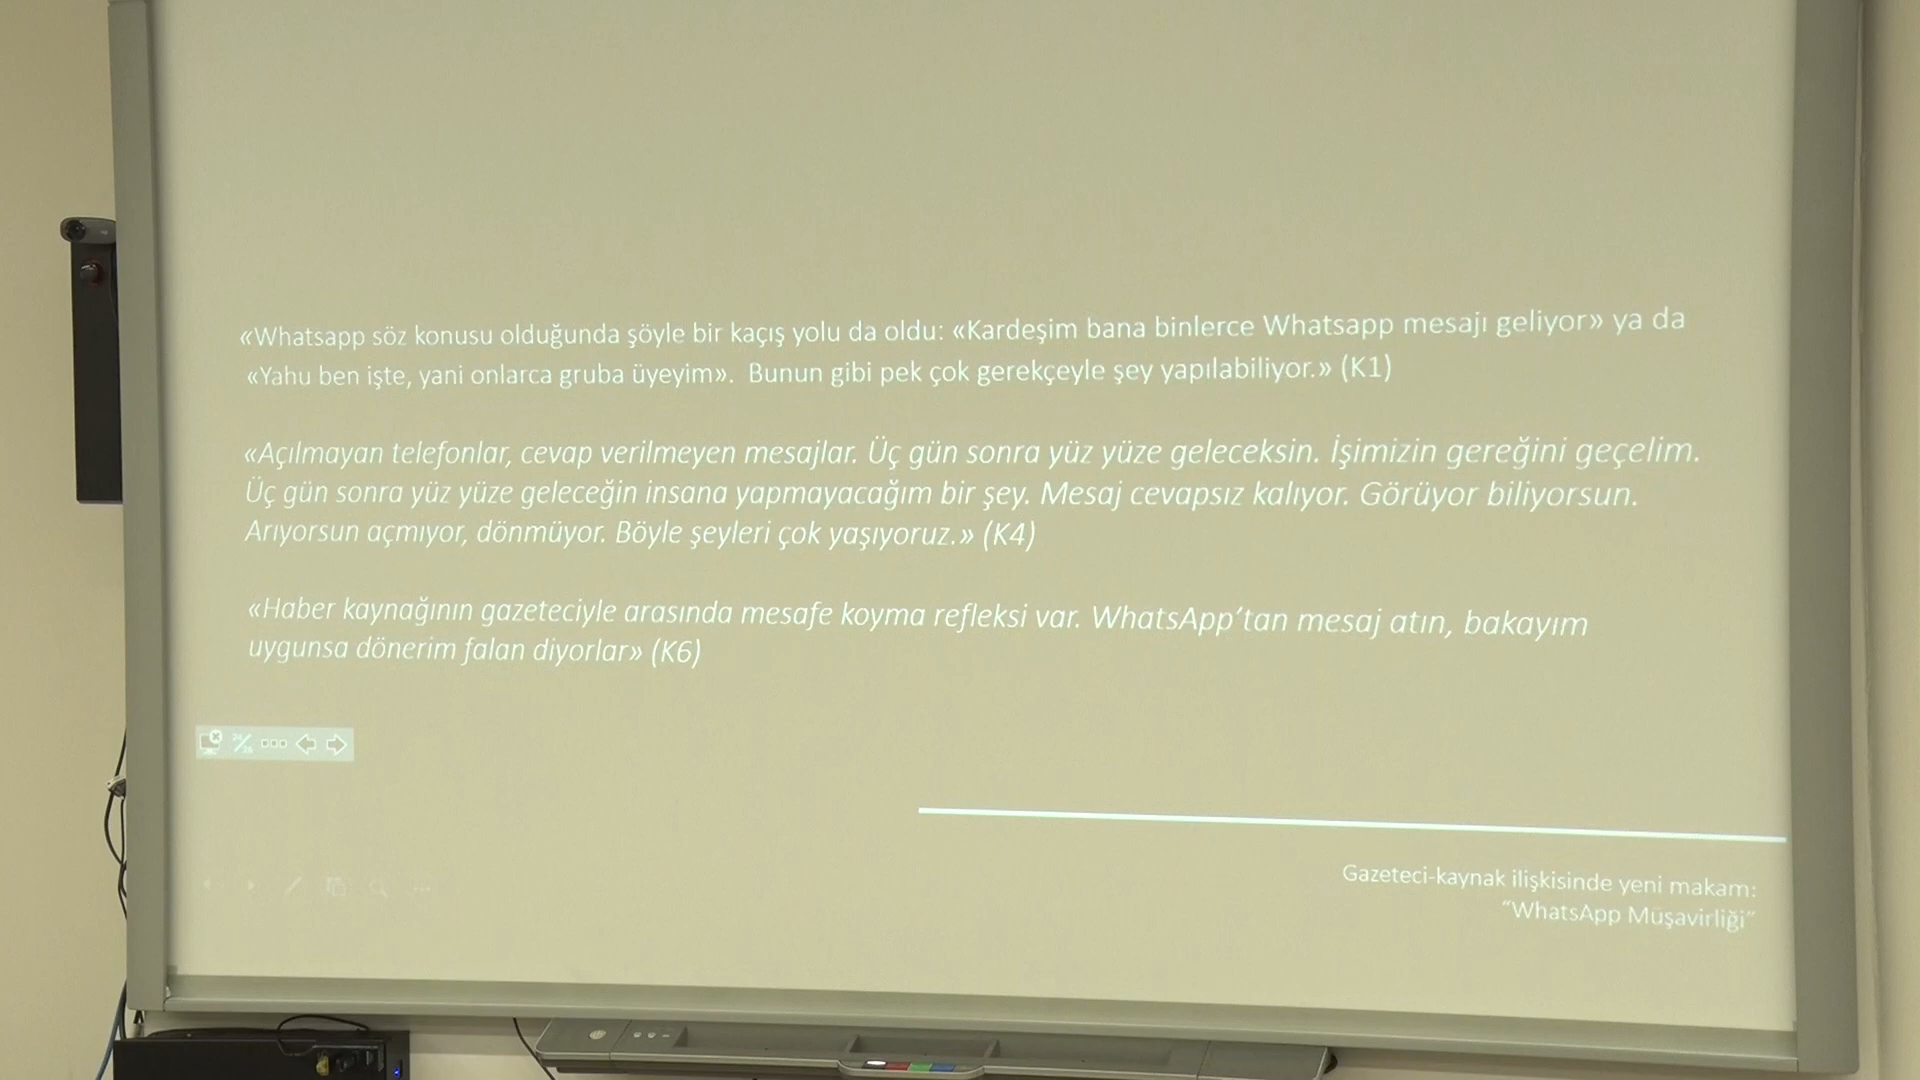 «Whatsapp söz konusu olduğunda şöyle bir kaçış yolu da oldu: «Kardeşim bana binlerce Whatsapp mesajı geliyor» ya da
«Yahu ben işte, yani onlarca gruba üyeyim».  Bunun gibi pek çok gerekçeyle şey yapılabiliyor.» (K1)
«Açılmayan telefonlar, cevap verilmeyen mesajlar. Üç gün sonra yüz yüze geleceksin. İşimizin gereğini geçelim.
Üç gün sonra yüz yüze geleceğin insana yapmayacağım bir şey. Mesaj cevapsız kalıyor. Görüyor biliyorsun.
Arıyorsun açmıyor, dönmüyor. Böyle şeyleri çok yaşıyoruz.» (K4)
«Haber kaynağının gazeteciyle arasında mesafe koyma refleksi var. WhatsApp’tan mesaj atın, bakayım
uygunsa dönerim falan diyorlar» (K6)
24/26
Gazeteci-kaynak ilişkisinde yeni makam:
“WhatsApp Müşavirliği”